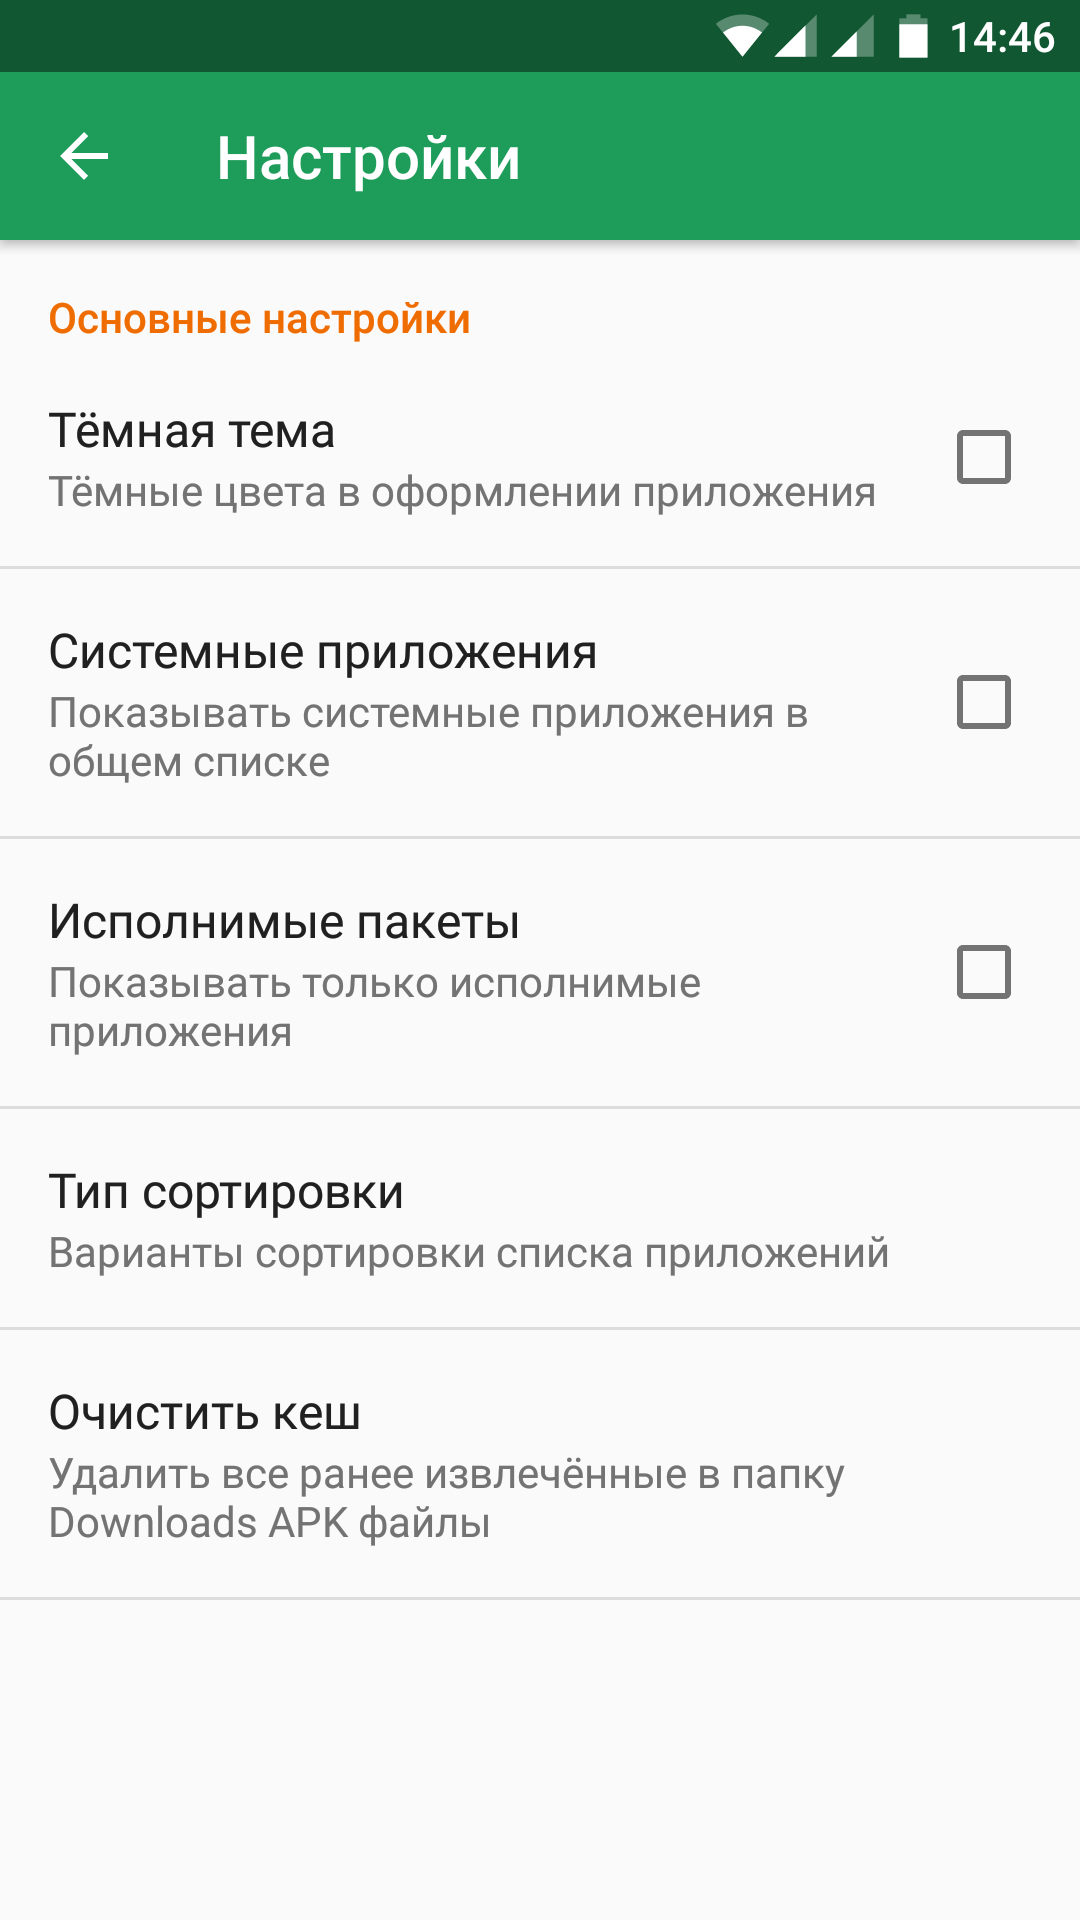 14:46
Настройки
Основные настройки
Тёмная тема
Тёмные цвета в оформлении приложения
Системные приложения
Показывать системные приложения в
общем списке
Исполнимые пакеты
Показывать только исполнимые
приложения
Тип сортировки
Варианты сортировки списка приложений
Очистить кеш
Удалить все ранее извлечённые в папку
Downloads APK файлы